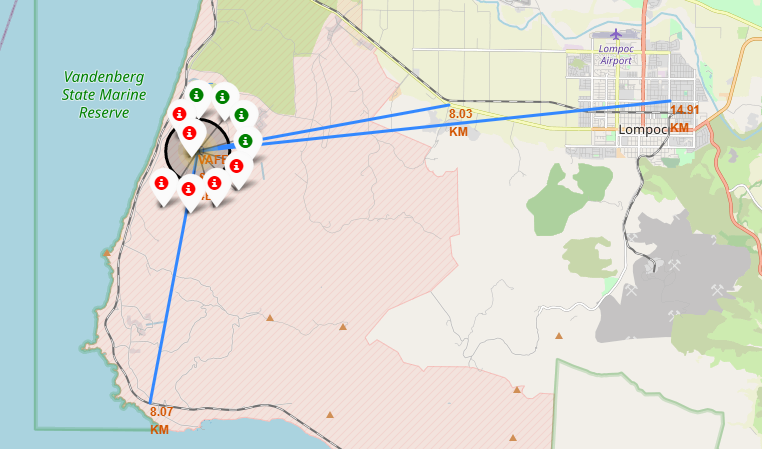 Vandenberg
State Marine
Reserve
Lompoc
Airport
8.03
KM
14.91
KM
Lompoc
8.07
KM